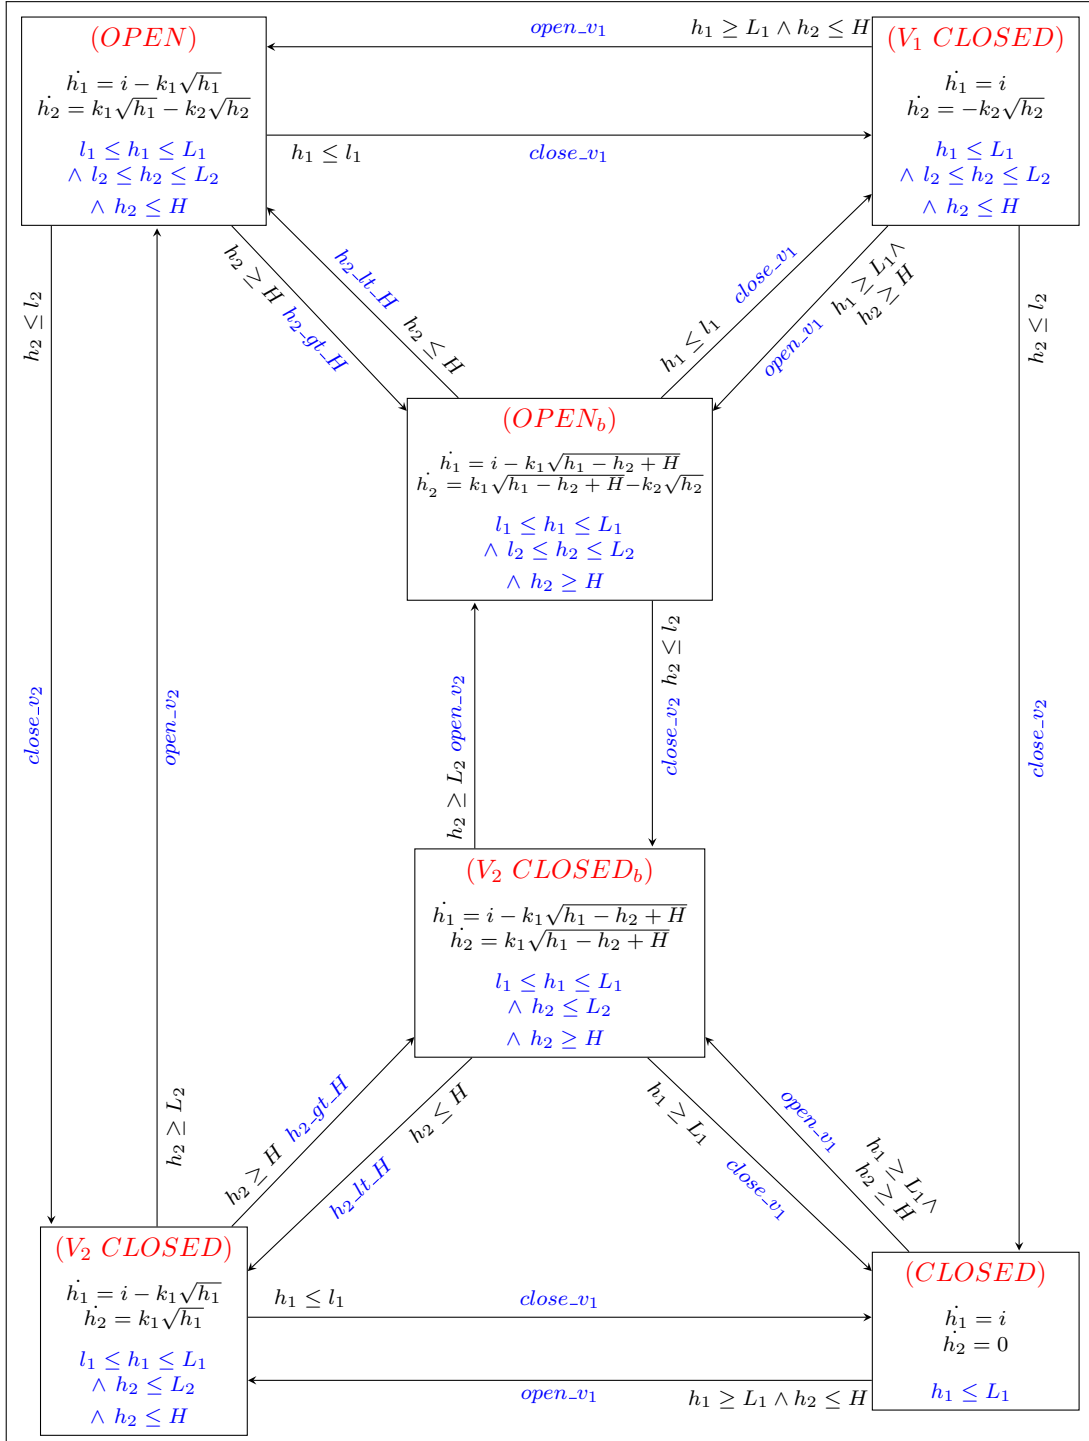 (OPEN)
ḣ₁ = i − k₁√h₁
ḣ₂ = k₁√h₁ − k₂√h₂
l₁ ≤ h₁ ≤ L₁
∧ l₂ ≤ h₂ ≤ L₂
∧ h₂ ≤ H
open_v₁
h₁ ≥ L₁ ∧ h₂ ≤ H
h₁ ≤ l₁
close_v₁
(V₁ CLOSED)
ḣ₁ = i
ḣ₂ = −k₂√h₂
h₁ ≤ L₁
∧ l₂ ≤ h₂ ≤ L₂
∧ h₂ ≤ H
h₂ ≤ l₂
close_v₂
open_v₂
h₂ ≥ L₂
h₂ ≥ H h₂_gt_H
h₂_lt_H h₂ ≤ H
h₁ ≤ l₁ close_v₁
h₁ ≥ L₁∧
h₂ ≥ H
open_v₁
h₂ ≤ l₂
close_v₂
(OPEN_b)
ḣ₁ = i − k₁√(h₁ − h₂ + H)
ḣ₂ = k₁√(h₁ − h₂ + H)−k₂√h₂
l₁ ≤ h₁ ≤ L₁
∧ l₂ ≤ h₂ ≤ L₂
∧ h₂ ≥ H
h₂ ≥ L₂ open_v₂
close_v₂ h₂ ≤ l₂
(V₂ CLOSED_b)
ḣ₁ = i − k₁√(h₁ − h₂ + H)
ḣ₂ = k₁√(h₁ − h₂ + H)
l₁ ≤ h₁ ≤ L₁
∧ h₂ ≤ L₂
∧ h₂ ≥ H
h₂ ≥ H h₂_gt_H
h₂_lt_H h₂ ≤ H
h₁ ≥ L₁ close_v₁
open_v₁
h₁ ≥ L₁∧
h₂ ≥ H
(V₂ CLOSED)
ḣ₁ = i − k₁√h₁
ḣ₂ = k₁√h₁
l₁ ≤ h₁ ≤ L₁
∧ h₂ ≤ L₂
∧ h₂ ≤ H
h₁ ≤ l₁
close_v₁
open_v₁
h₁ ≥ L₁ ∧ h₂ ≤ H
(CLOSED)
ḣ₁ = i
ḣ₂ = 0
h₁ ≤ L₁